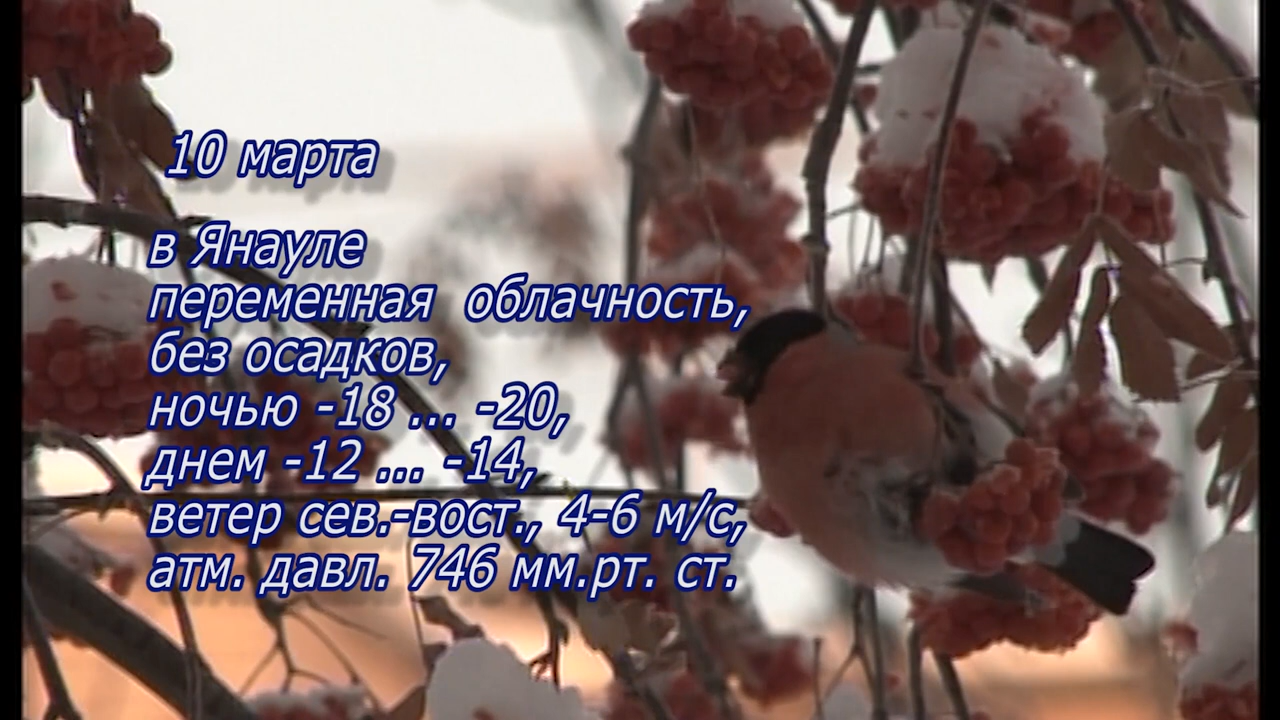 10 марта
в Янауле
переменная облачность,
без осадков,
ночью -18 ... -20,
днем -12 ... -14,
ветер сев.-вост., 4-6 м/с,
атм. давл. 746 мм.рт. ст.